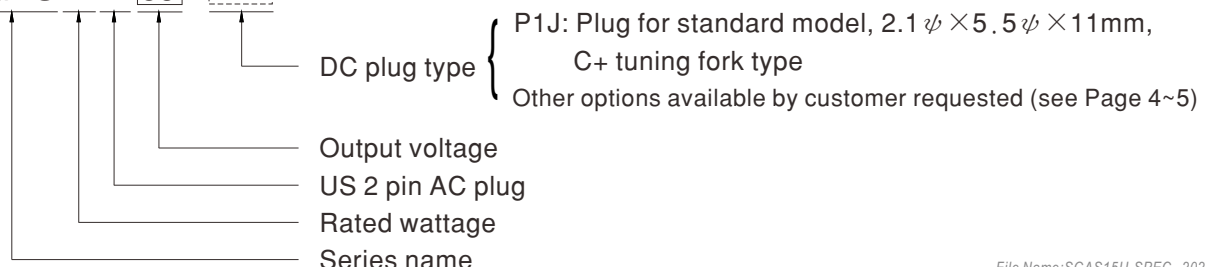 P1J: Plug for standard model, 2.1ψ×5.5ψ×11mm,
DC plug type
C+ tuning fork type
Other options available by customer requested (see Page 4~5)
Output voltage
US 2 pin AC plug
Rated wattage
Series name